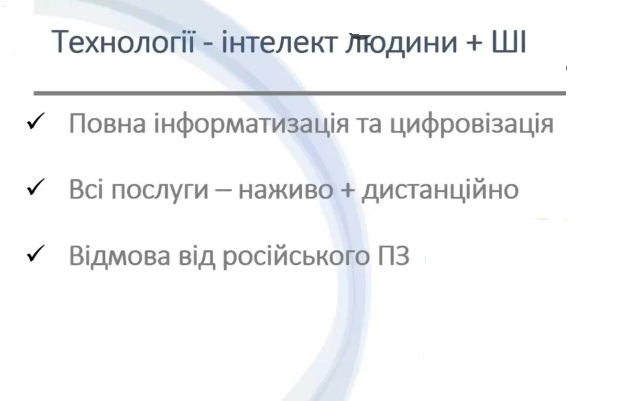 Технології - інтелект людини + ШІ
✓ Повна інформатизація та цифровізація
✓ Всі послуги – наживо + дистанційно
✓ Відмова від російського ПЗ